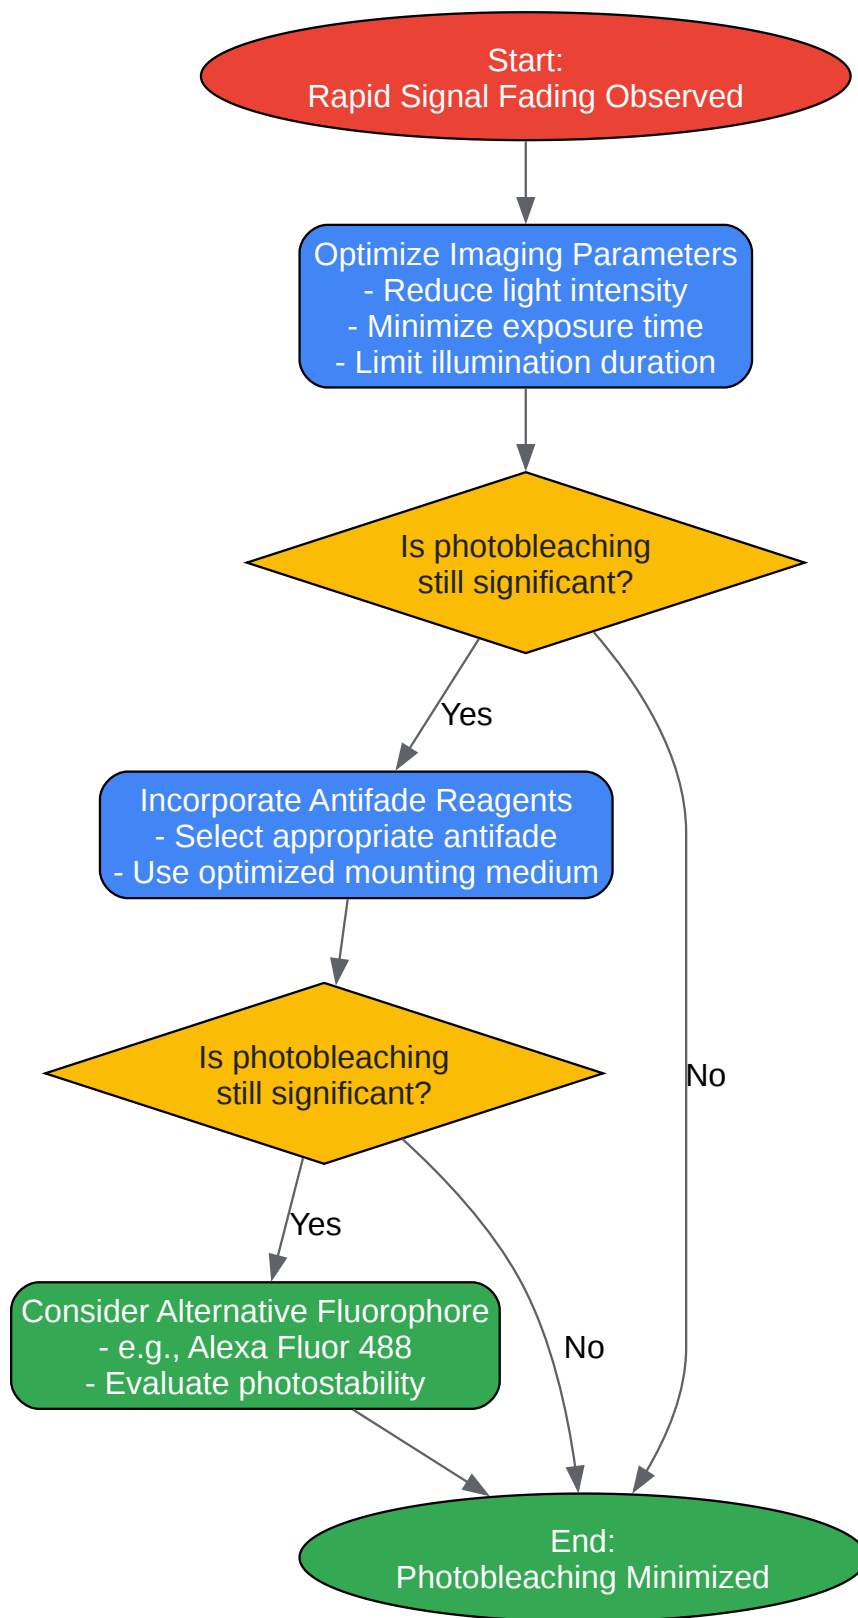 Start:
Rapid Signal Fading Observed
Optimize Imaging Parameters
- Reduce light intensity
- Minimize exposure time
- Limit illumination duration
Is photobleaching
still significant?
Yes
Incorporate Antifade Reagents
- Select appropriate antifade
- Use optimized mounting medium
Is photobleaching
still significant?
No
Yes
Consider Alternative Fluorophore
- e.g., Alexa Fluor 488
- Evaluate photostability
No
End:
Photobleaching Minimized